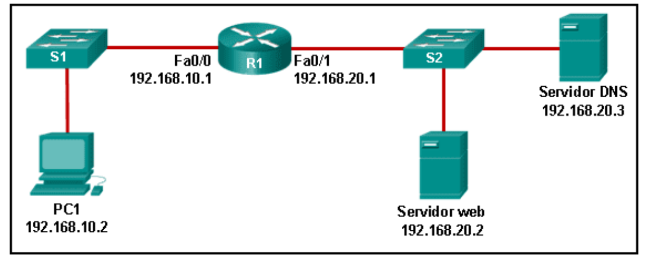 S1
Fa0/0
192.168.10.1
R1
Fa0/1
192.168.20.1
S2
Servidor DNS
192.168.20.3
PC1
192.168.10.2
Servidor web
192.168.20.2